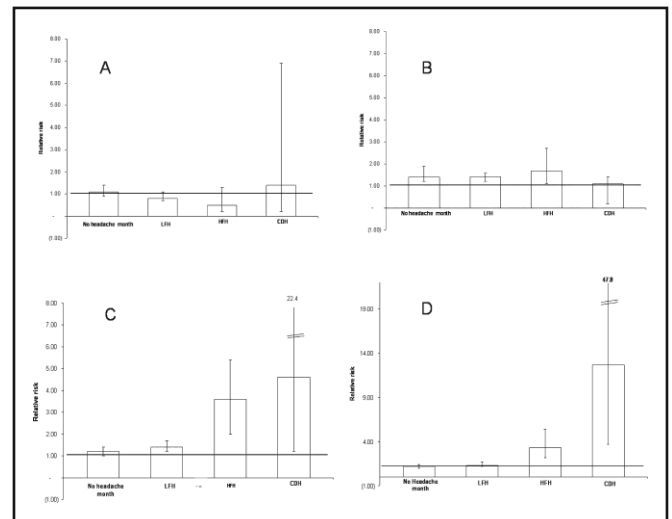 A
Relative risk
8.00
7.00
6.00
5.00
4.00
3.00
2.00
1.00
-
(1.00)
No headache month LFH HFH CDH
B
Relative risk
8.00
7.00
6.00
5.00
4.00
3.00
2.00
1.00
-
(1.00)
No headache month LFH HFH CDH
C
22.4
Relative risk
8.00
7.00
6.00
5.00
4.00
3.00
2.00
1.00
-
(1.00)
No headache LFH HFH CDH
month
D
47.8
Relative risk
19.00
14.00
9.00
4.00
(1.00)
No Headache LFH HFH CDH
month